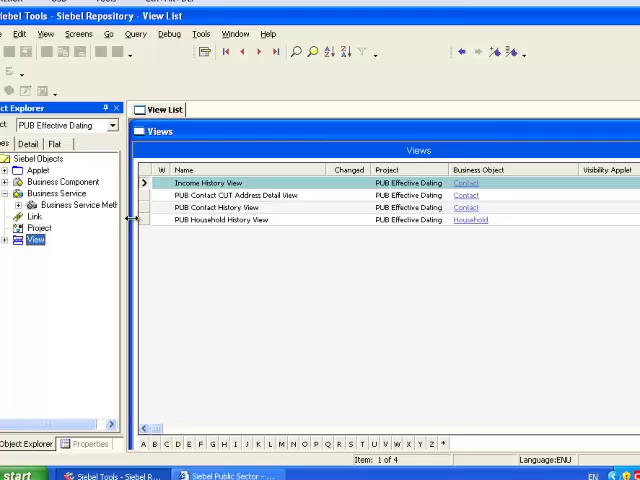 Siebel Tools - Siebel Repository - View List
Edit View Screens Go Query Debug Tools Window Help
ct Explorer
ct: PUB Effective Dating
es Detail Flat
Siebel Objects
Applet
Business Component
Business Service
Business Service Meth
Link
Project
View
Object Explorer Properties
View List
Views
Views
W Name Changed Project Business Object Visibility Applet
Income History View PUB Effective Dating Contact
PUB Contact CUT Address Detail View PUB Effective Dating Contact
PUB Contact History View PUB Effective Dating Contact
PUB Household History View PUB Effective Dating Household
A B C D E F G H I J K L M N O P Q R S T U V W X Y Z *
Item: 1 of 4 Language:ENU
start Siebel Tools - Siebel R... Siebel Public Sector - ... EN